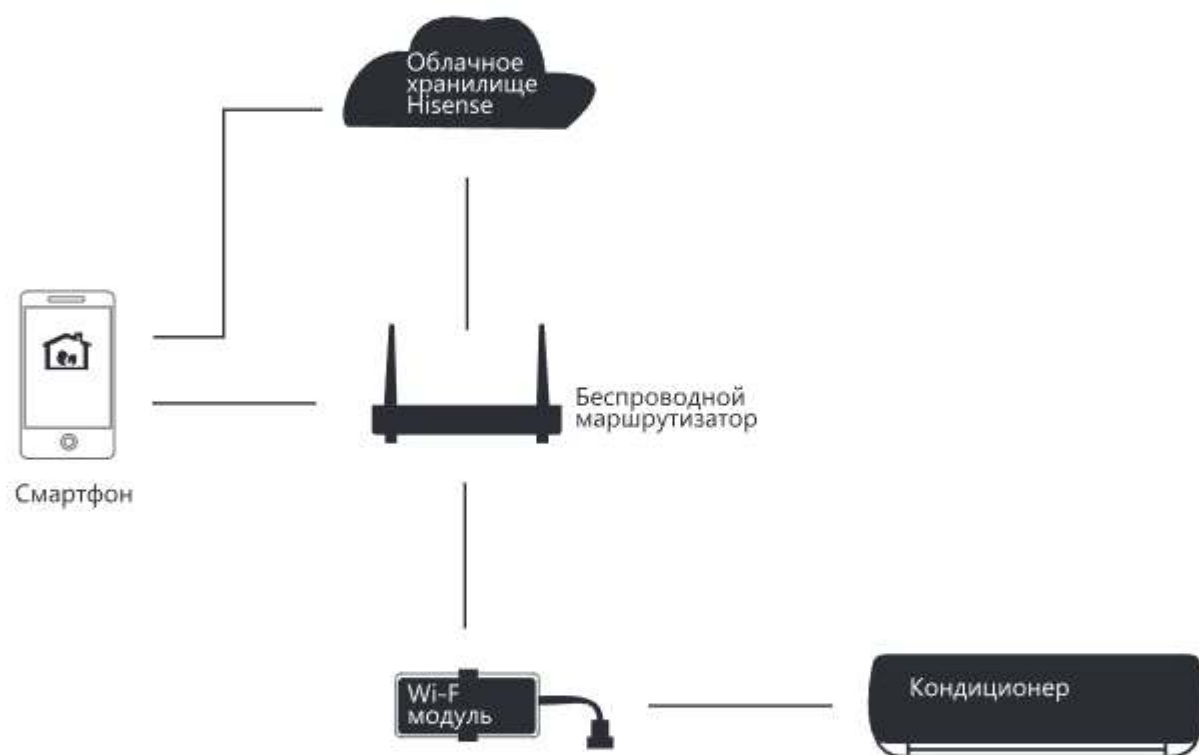 Облачное
хранилище
Hisense
Беспроводной
маршрутизатор
Смартфон
Wi-F
модуль
Кондиционер